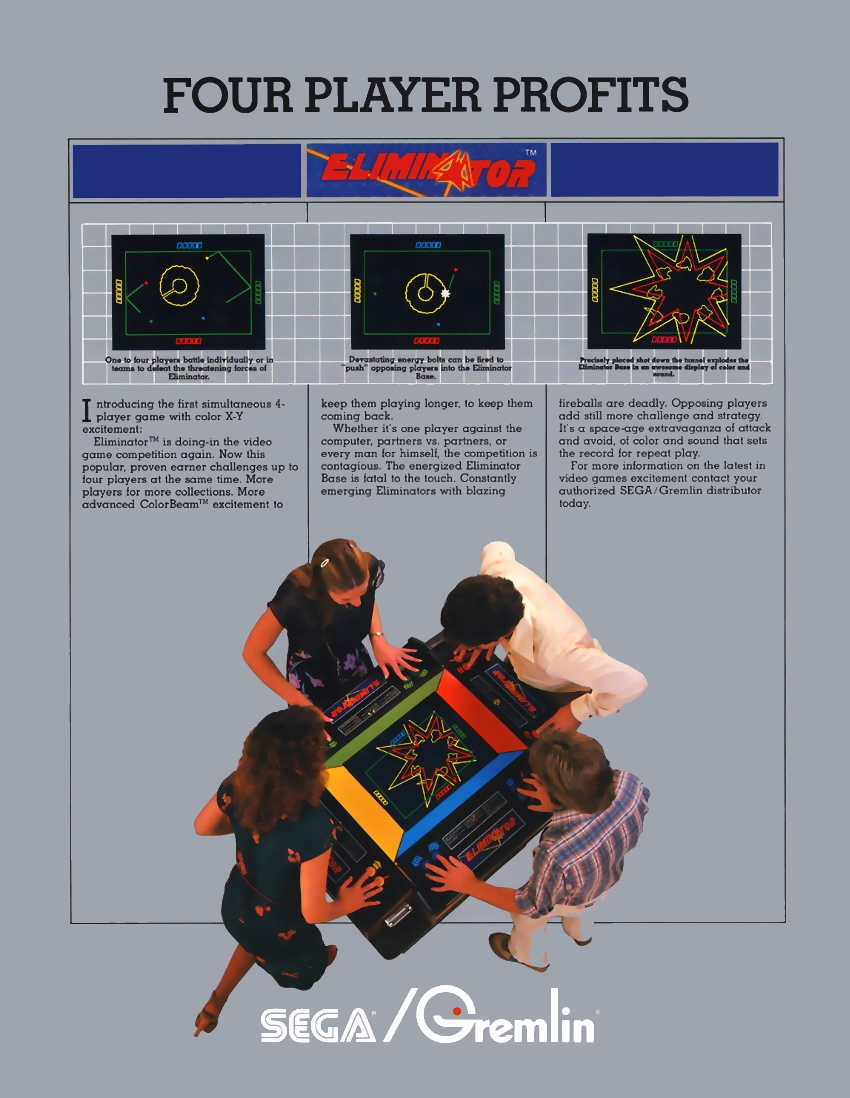 FOUR PLAYER PROFITS
ELIMINATOR™
One to four players battle individually or in
teams to defeat the threatening forces of
Eliminator.
Devastating energy bolts can be fired to
"push" opposing players into the Eliminator
Base.
Precisely placed shot down the tunnel explodes the
Eliminator Base in an awesome display of color and
sound.
Introducing the first simultaneous 4-
player game with color X-Y
excitement:
Eliminator™ is doing-in the video
game competition again. Now this
popular, proven earner challenges up to
four players at the same time. More
players for more collections. More
advanced ColorBeam™ excitement to
keep them playing longer, to keep them
coming back.
Whether it's one player against the
computer, partners vs. partners, or
every man for himself, the competition is
contagious. The energized Eliminator
Base is fatal to the touch. Constantly
emerging Eliminators with blazing
fireballs are deadly. Opposing players
add still more challenge and strategy.
It's a space-age extravaganza of attack
and avoid, of color and sound that sets
the record for repeat play.
For more information on the latest in
video games excitement contact your
authorized SEGA/Gremlin distributor
today.
ELIMINATOR
ELIMINATOR
ELIMINATOR
SEGA®/Gremlin®